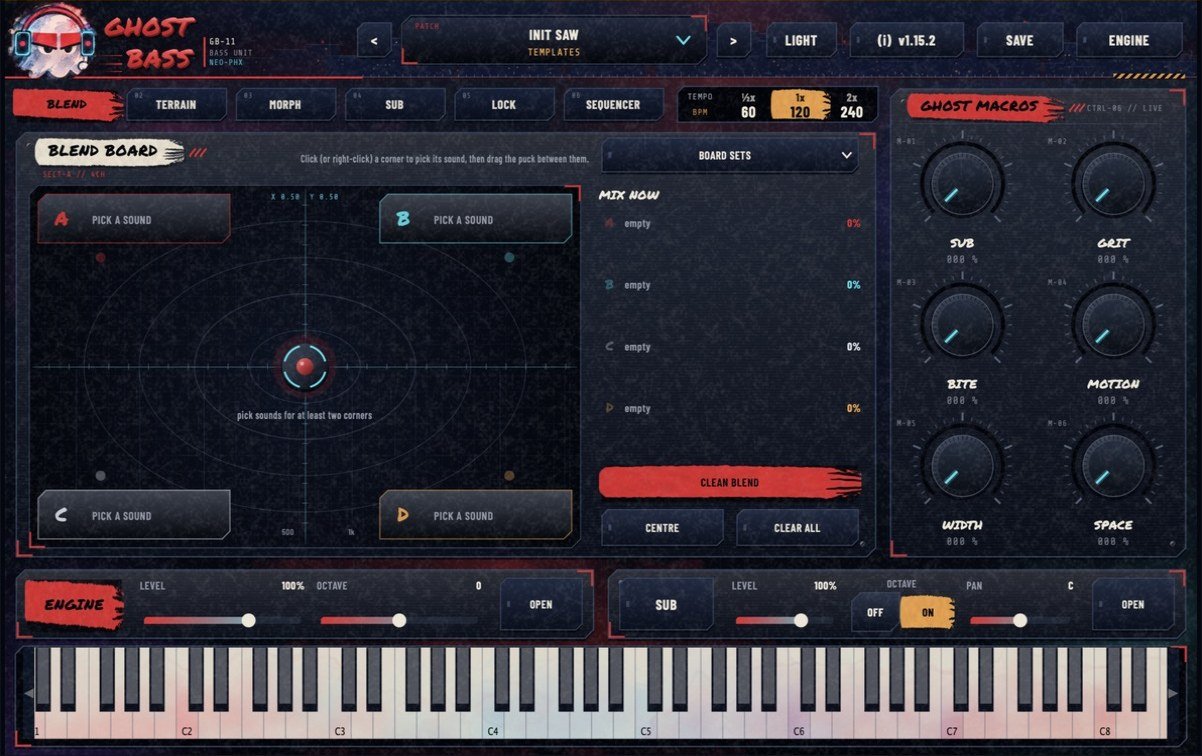 GHOST
BASS
GB-11
BASS UNIT
NEO-PHX
<
PATCH
INIT SAW
TEMPLATES
>
LIGHT
(i) v1.15.2
SAVE
ENGINE
BLEND
02
TERRAIN
03
MORPH
04
SUB
05
LOCK
06
SEQUENCER
TEMPO
BPM
½x
60
1x
120
2x
240
GHOST MACROS
/// CTRL-06 // LIVE
BLEND BOARD ///
SECT-A // 4CH
Click (or right-click) a corner to pick its sound, then drag the puck between them.
BOARD SETS
X 0.50 Y 0.50
A PICK A SOUND
B PICK A SOUND
pick sounds for at least two corners
C PICK A SOUND
D PICK A SOUND
500 1k
MIX NOW
A empty 0%
B empty 0%
C empty 0%
D empty 0%
CLEAN BLEND
CENTRE
CLEAR ALL
M-01
SUB
000 %
M-02
GRIT
000 %
M-03
BITE
000 %
M-04
MOTION
000 %
M-05
WIDTH
000 %
M-06
SPACE
000 %
ENGINE
LEVEL 100%
OCTAVE 0
OPEN
SUB
LEVEL 100%
OCTAVE
OFF ON
PAN C
OPEN
1 C2 C3 C4 C5 C6 C7 C8